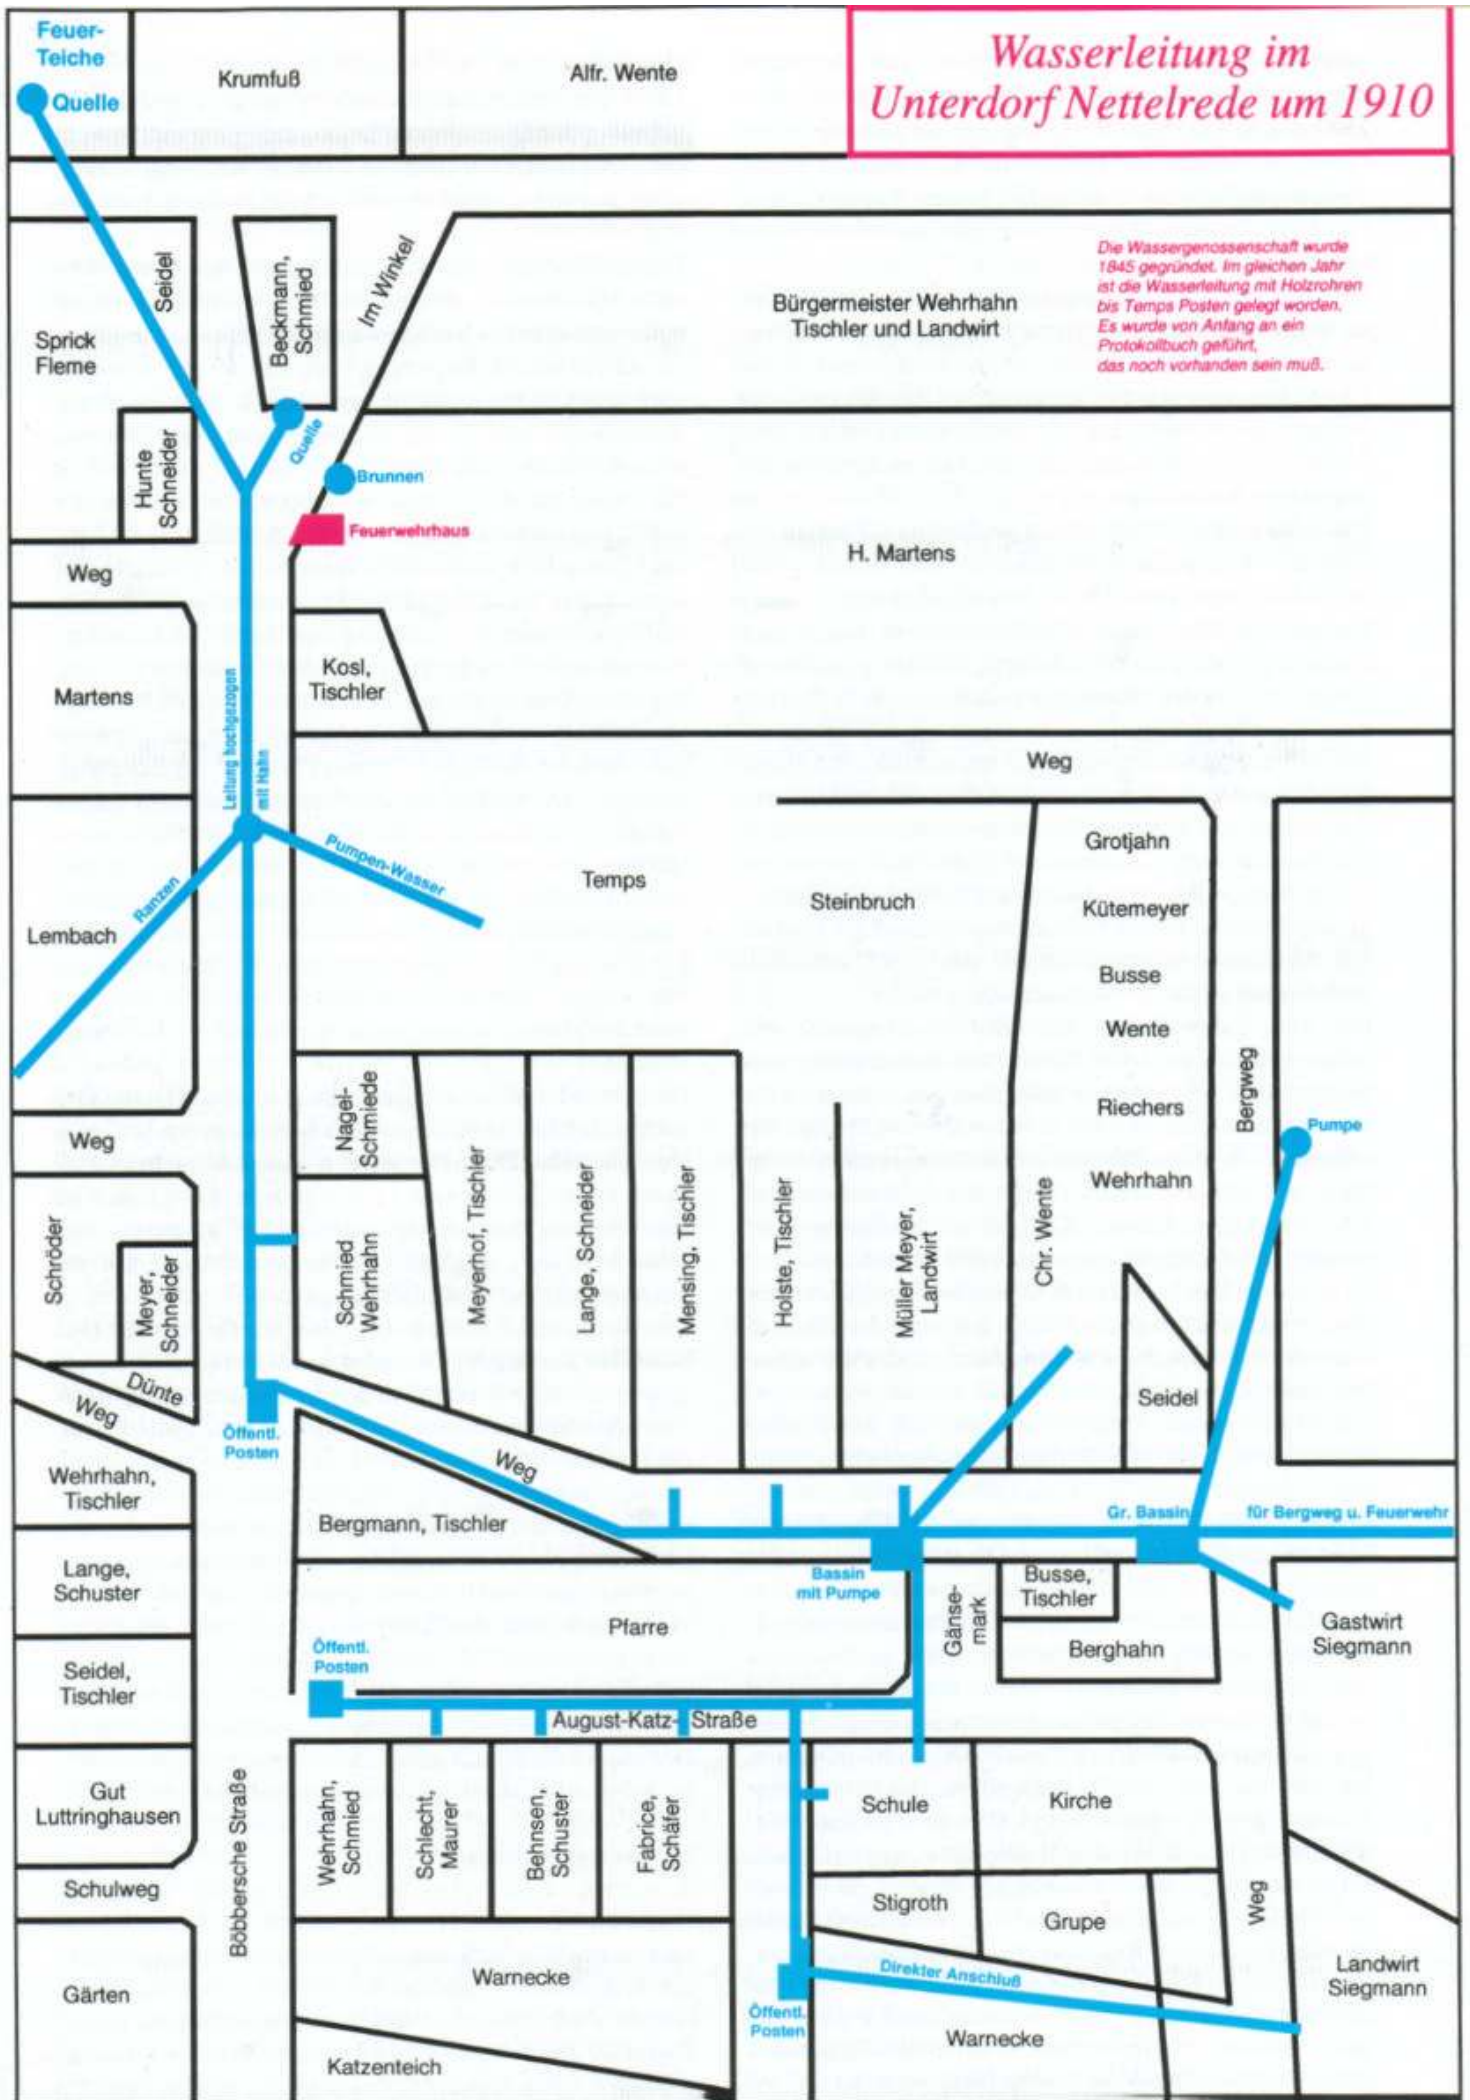 Feuer-
Teiche
Quelle
Krumfuß
Alfr. Wente
Wasserleitung im
Unterdorf Nettelrede um 1910
Die Wassergenossenschaft wurde
1845 gegründet. Im gleichen Jahr
ist die Wasserleitung mit Holzrohren
bis Temps Posten gelegt worden.
Es wurde von Anfang an ein
Protokollbuch geführt,
das noch vorhanden sein muß.
Seidel
Sprick
Fleme
Beckmann,
Schmied
Im Winkel
Bürgermeister Wehrhahn
Tischler und Landwirt
Hunte
Schneider
Quelle
Brunnen
Feuerwehrhaus
H. Martens
Weg
Martens
Kosl,
Tischler
Leitung hochgezogen
mit Hahn
Weg
Pumpen-Wasser
Ranzen
Lembach
Temps
Steinbruch
Grotjahn
Kütemeyer
Busse
Wente
Riechers
Wehrhahn
Bergweg
Pumpe
Weg
Nagel-
Schmiede
Schröder
Meyer,
Schneider
Schmied
Wehrhahn
Meyerhof, Tischler
Lange, Schneider
Mensing, Tischler
Holste, Tischler
Müller Meyer,
Landwirt
Chr. Wente
Seidel
Dünte
Weg
Öffentl.
Posten
Weg
Wehrhahn,
Tischler
Bergmann, Tischler
Gr. Bassin
für Bergweg u. Feuerwehr
Lange,
Schuster
Bassin
mit Pumpe
Gänse-
mark
Busse,
Tischler
Berghahn
Gastwirt
Siegmann
Pfarre
Öffentl.
Posten
Seidel,
Tischler
August-Katz-Straße
Gut
Luttringhausen
Böbbersche Straße
Wehrhahn,
Schmied
Schlecht,
Maurer
Behnsen,
Schuster
Fabrice,
Schäfer
Schule
Kirche
Schulweg
Stigroth
Grupe
Weg
Gärten
Warnecke
Direkter Anschluß
Landwirt
Siegmann
Öffentl.
Posten
Warnecke
Katzenteich